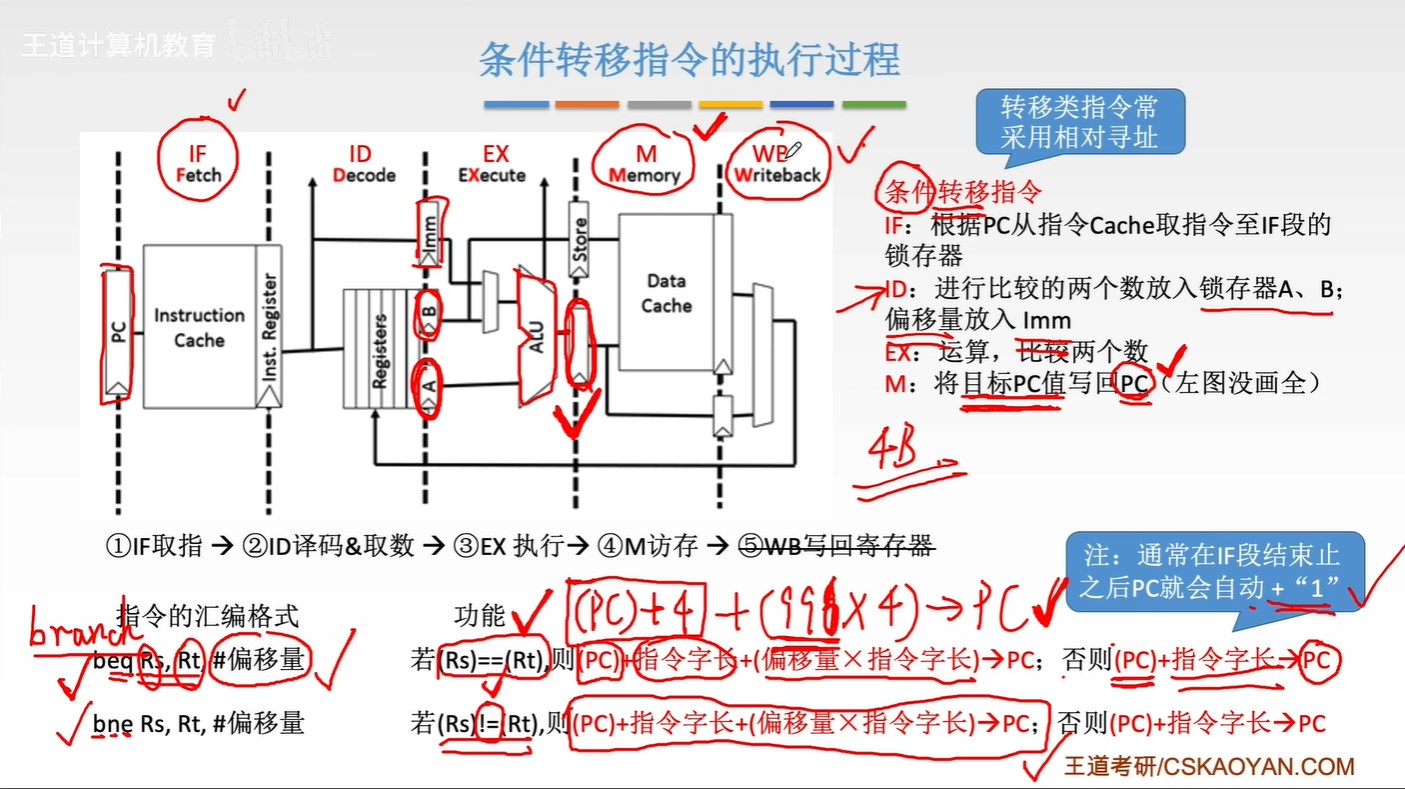 王道计算机教育 bilibili
条件转移指令的执行过程
转移类指令常
采用相对寻址
IF
Fetch
ID
Decode
EX
EXecute
M
Memory
WB
Writeback
PC
Instruction
Cache
Inst. Register
Registers
Imm
B
A
ALU
Store
Data
Cache
条件转移指令
IF：根据PC从指令Cache取指令至IF段的
锁存器
ID：进行比较的两个数放入锁存器A、B；
偏移量放入 Imm
EX：运算，比较两个数
M：将目标PC值写回PC（左图没画全）
4B
①IF取指 → ②ID译码&取数 → ③EX 执行→ ④M访存 → ⑤WB写回寄存器
注：通常在IF段结束止
之后PC就会自动 + “1”
指令的汇编格式
功能
(PC)+4 + (998×4)→PC
branch
beq Rs, Rt, #偏移量
若(Rs)==(Rt),则(PC)+指令字长+(偏移量×指令字长)→PC；否则(PC)+指令字长→PC
bne Rs, Rt, #偏移量
若(Rs)!=(Rt),则(PC)+指令字长+(偏移量×指令字长)→PC；否则(PC)+指令字长→PC
王道考研/CSKAOYAN.COM